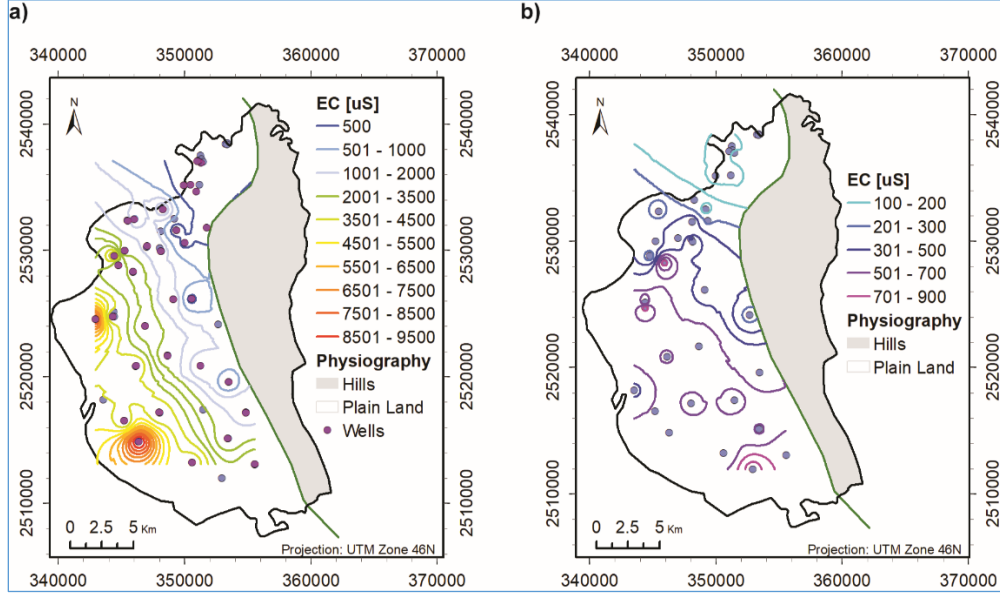 a)
340000 350000 360000 370000
N
2540000
2530000
2520000
2510000
2540000
2530000
2520000
2510000
EC [uS]
500
501 - 1000
1001 - 2000
2001 - 3500
3501 - 4500
4501 - 5500
5501 - 6500
6501 - 7500
7501 - 8500
8501 - 9500
Physiography
Hills
Plain Land
Wells
0 2.5 5 Km
Projection: UTM Zone 46N
340000 350000 360000 370000
b)
340000 350000 360000 370000
N
2540000
2530000
2520000
2510000
2540000
2530000
2520000
2510000
EC [uS]
100 - 200
201 - 300
301 - 500
501 - 700
701 - 900
Physiography
Hills
Plain Land
0 2.5 5 Km
Projection: UTM Zone 46N
340000 350000 360000 370000